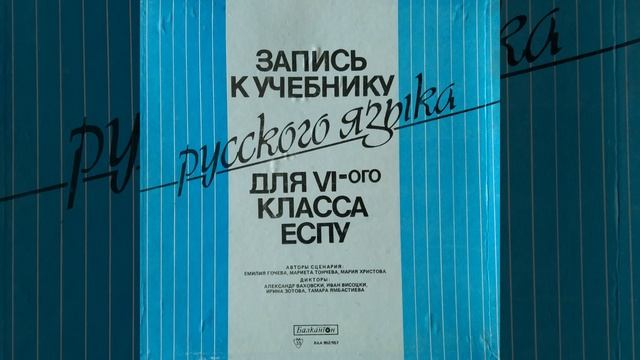 ЗАПИСЬ
К УЧЕБНИКУ
русского языка
ДЛЯ VI-ого
КЛАССА
ЕСПУ
АВТОРЫ СЦЕНАРИЯ:
ЕМИЛИЯ ГОЧЕВА, МАРИЕТА ТОНЧЕВА, МАРИЯ ХРИСТОВА
ДИКТОРЫ:
АЛЕКСАНДР ВАХОВСКИ, ИВАН ВИСОЦКИ,
ИРИНА ЗОТОВА, ТАМАРА ЯМБАСТИЕВА
Балкантон